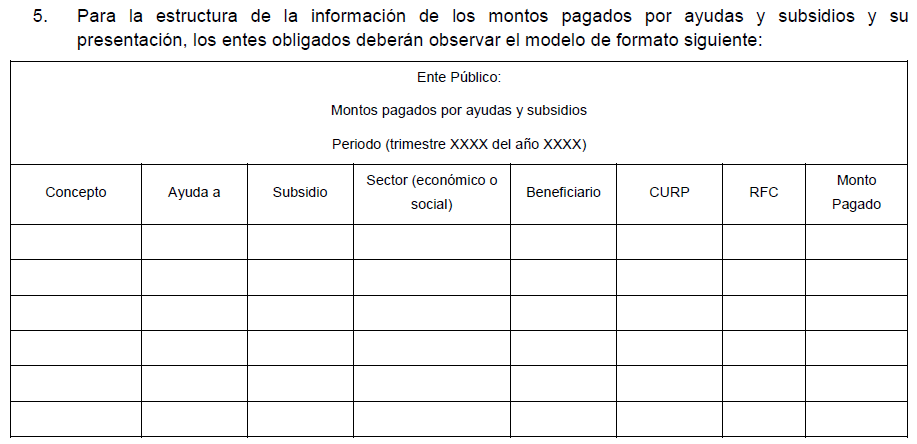 5. Para la estructura de la información de los montos pagados por ayudas y subsidios y su
presentación, los entes obligados deberán observar el modelo de formato siguiente:
Ente Público:
Montos pagados por ayudas y subsidios
Periodo (trimestre XXXX del año XXXX)
Concepto
Ayuda a
Subsidio
Sector (económico o
social)
Beneficiario
CURP
RFC
Monto
Pagado